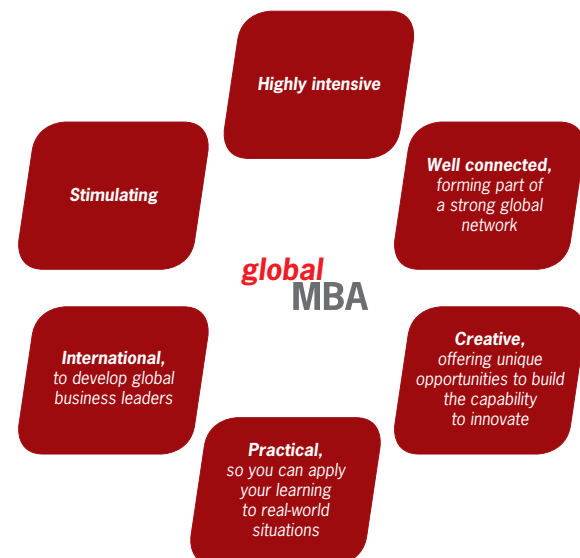 Highly intensive
Well connected,
forming part of
a strong global
network
Stimulating
global
MBA
International,
to develop global
business leaders
Creative,
offering unique
opportunities to build
the capability
to innovate
Practical,
so you can apply
your learning
to real-world
situations